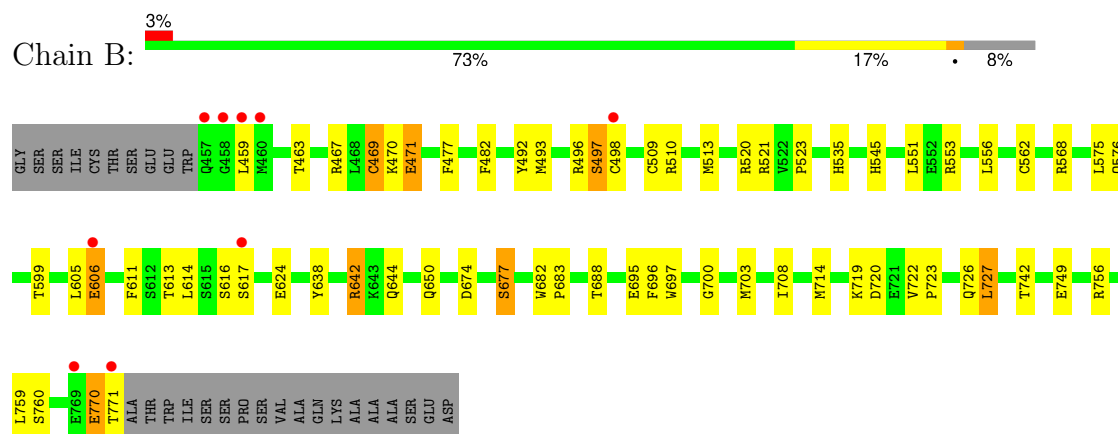 3%
Chain B:
73% 17% • 8%
GLY SER SER ILE CYS THR SER GLU GLU TRP Q457 G458 L459 M460 T463 R467 L468 C469 K470 E471 F477 F482 Y492 M493 R496 S497 C498 C509 R510 M513 R520 R521 V522 P523 H535 H545 L551 E552 R553 L556 C562 R568 L575 Q576
T599 L605 E606 F611 S612 T613 L614 S615 S616 S617 E624 Y638 R642 K643 Q644 Q650 D674 S677 W682 P683 T688 E695 F696 W697 G700 M703 I708 M714 K719 D720 E721 V722 P723 Q726 L727 T742 E749 R756
L759 S760 E769 E770 T771 ALA THR TRP ILE SER SER PRO SER VAL ALA ALA GLN LYS ALA ALA ALA SER GLU ASP